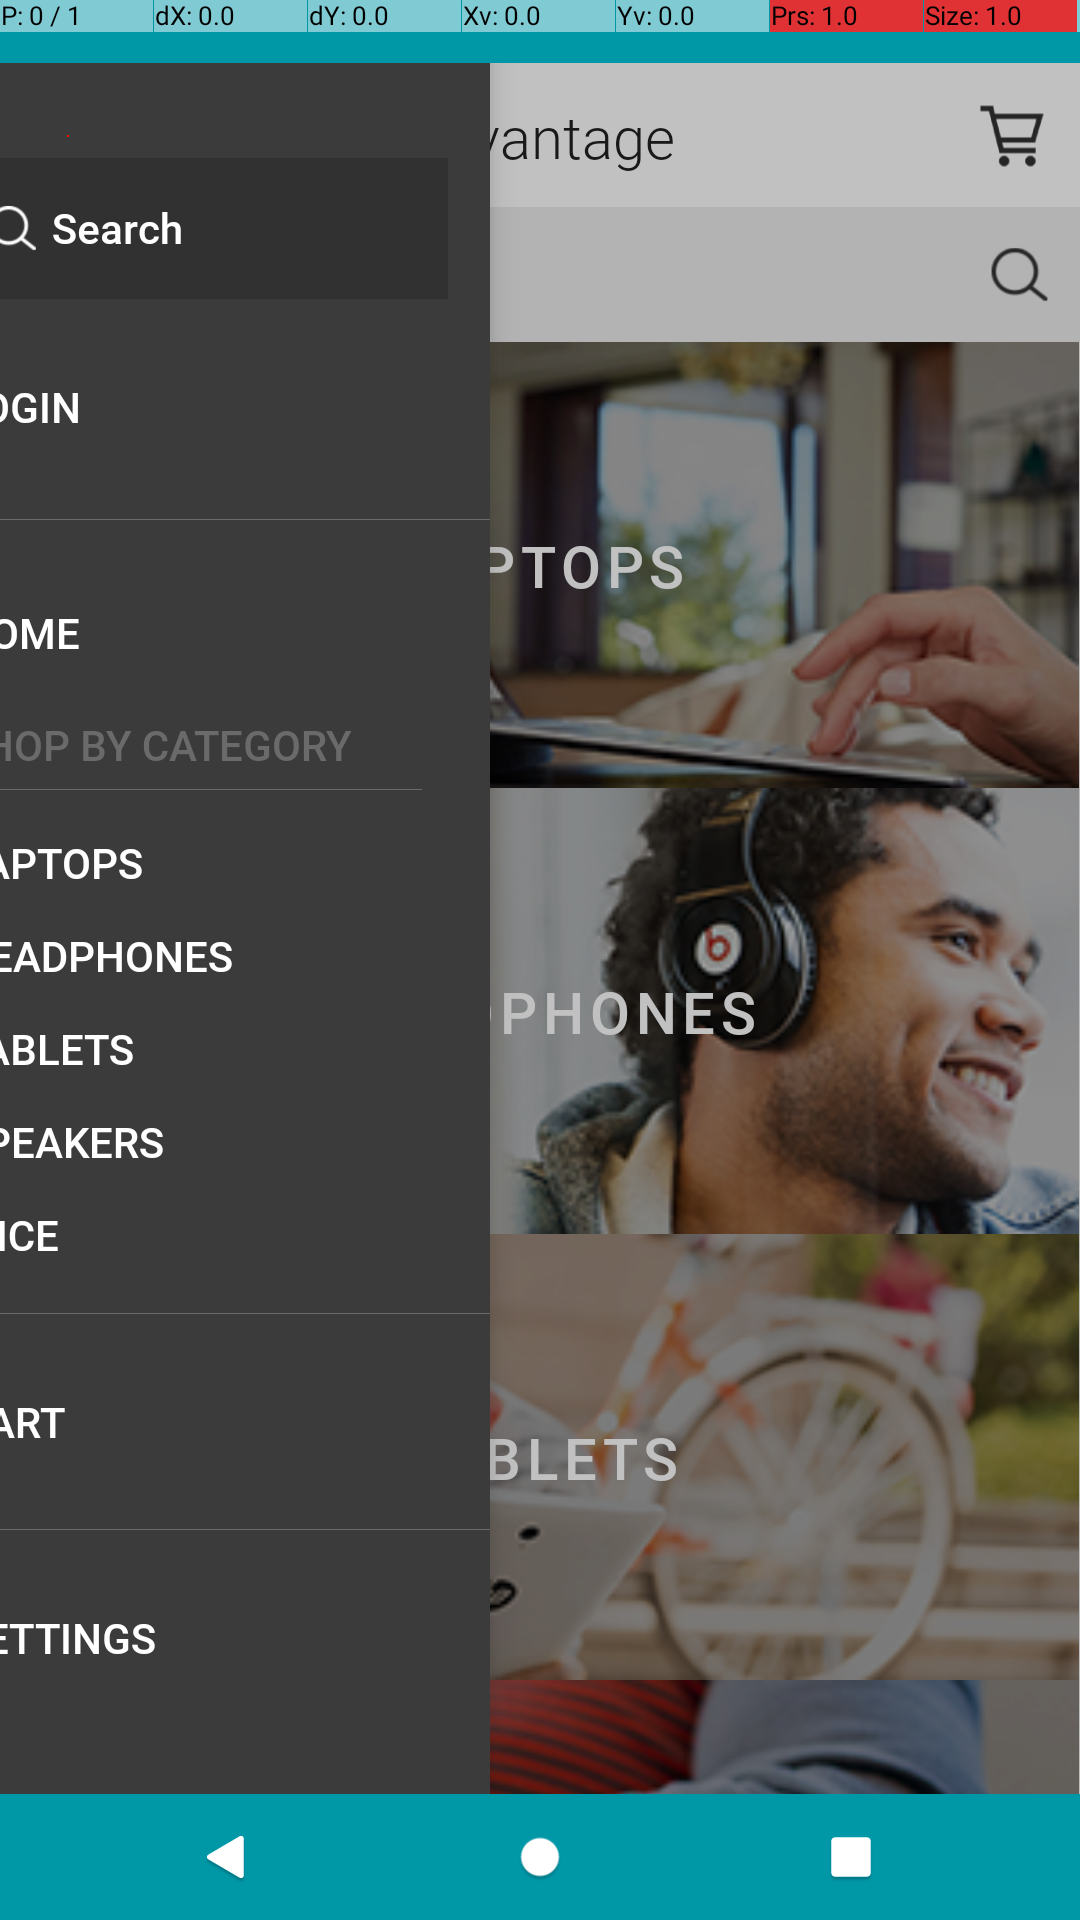 P: 0 / 1 dX: 0.0 dY: 0.0 Xv: 0.0 Yv: 0.0 Prs: 1.0 Size: 1.0
vantage
Search
OGIN
PTOPS
OME
HOP BY CATEGORY
APTOPS
EADPHONES
PHONES
ABLETS
PEAKERS
ICE
ART
BLETS
ETTINGS